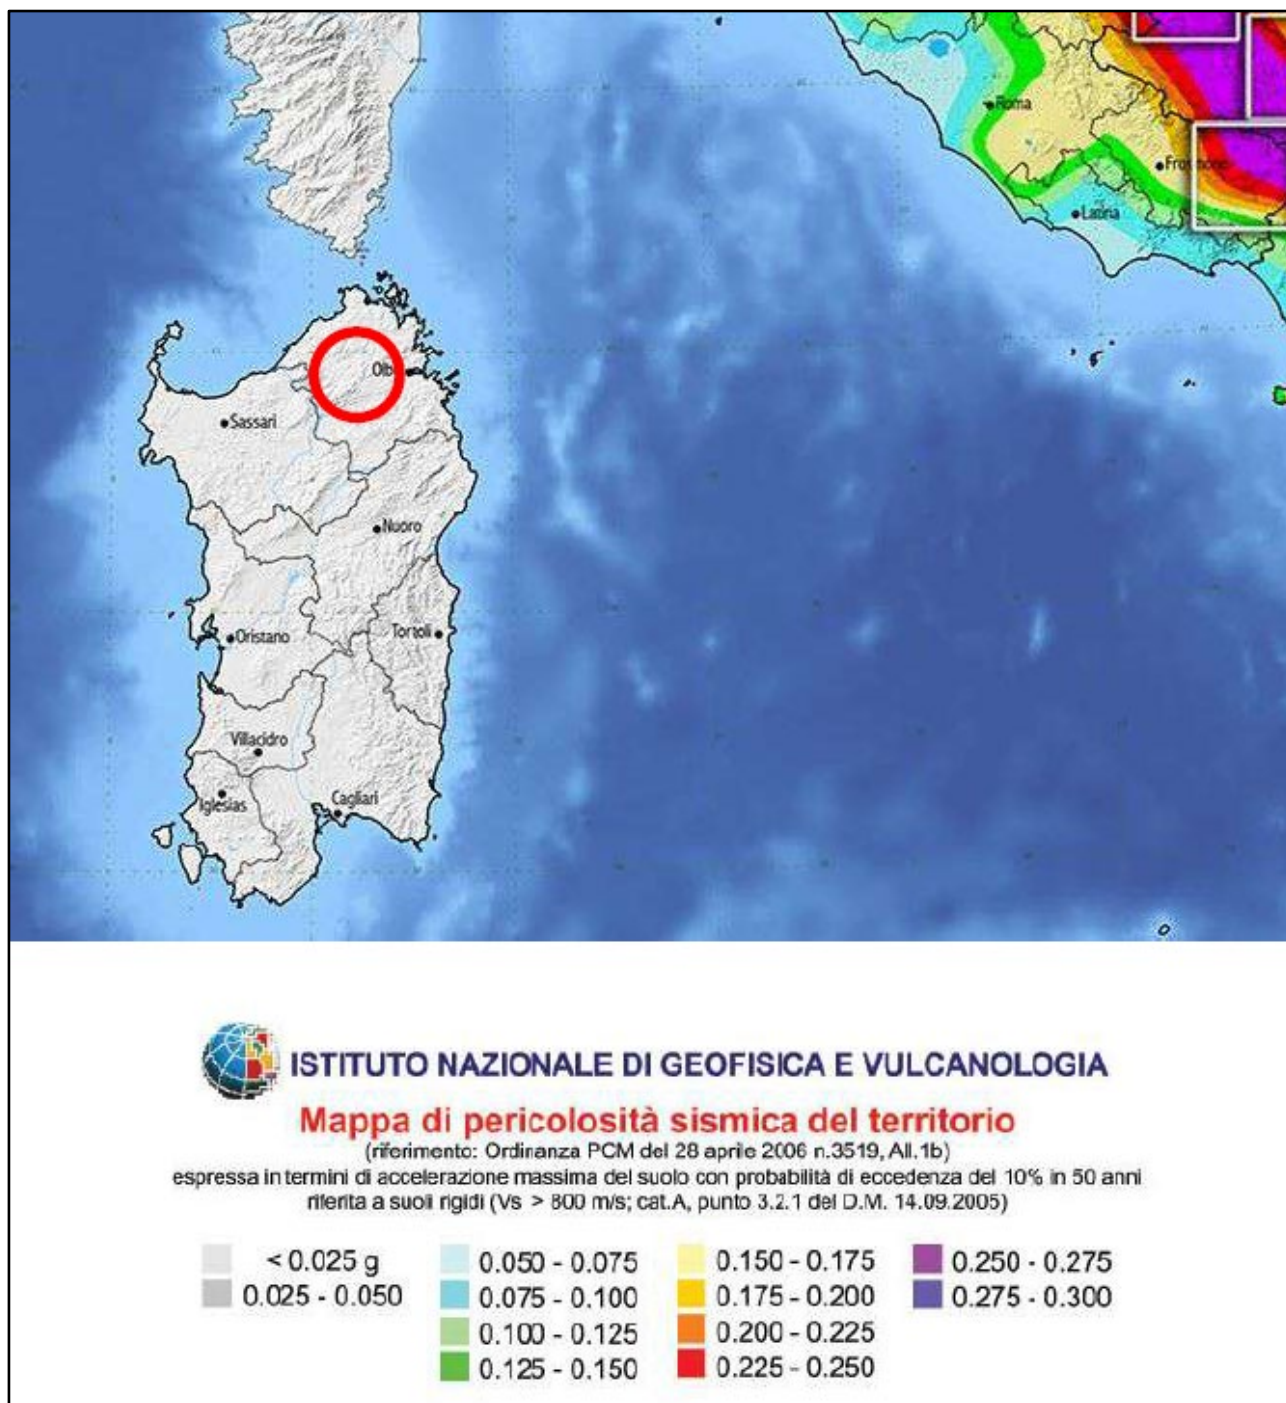 Roma
Frosinone
Latina
Olb
Sassari
Nuoro
Oristano
Tortolì
Villacidro
Iglesias
Cagliari
ISTITUTO NAZIONALE DI GEOFISICA E VULCANOLOGIA
Mappa di pericolosità sismica del territorio
(riferimento: Ordinanza PCM del 28 aprile 2006 n.3519, All.1b)
espressa in termini di accelerazione massima del suolo con probabilità di eccedenza del 10% in 50 anni
riferita a suoli rigidi (Vs > 800 m/s; cat.A, punto 3.2.1 del D.M. 14.09.2005)
< 0.025 g
0.025 - 0.050
0.050 - 0.075
0.075 - 0.100
0.100 - 0.125
0.125 - 0.150
0.150 - 0.175
0.175 - 0.200
0.200 - 0.225
0.225 - 0.250
0.250 - 0.275
0.275 - 0.300